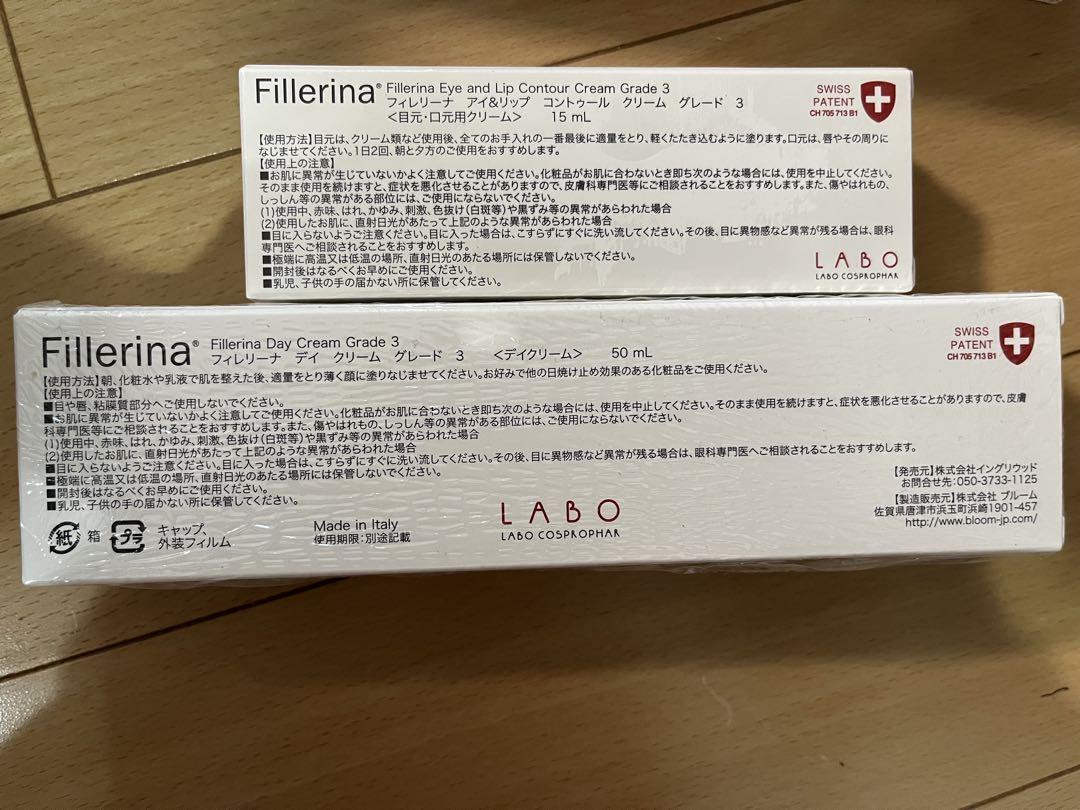 Fillerina® Fillerina Eye and Lip Contour Cream Grade 3
フィレリーナ アイ&リップ コントゥール クリーム グレード 3
<目元・口元用クリーム> 15 mL
SWISS
PATENT
CH 705 713 B1
【使用方法】目元は、クリーム類など使用後、全てのお手入れの一番最後に適量をとり、軽くたたき込むように塗ります。口元は、唇やその周りに
なじませてください。1日2回、朝と夕方のご使用をおすすめします。
【使用上の注意】
■お肌に異常が生じていないかよく注意してご使用ください。化粧品がお肌に合わないとき即ち次のような場合には、使用を中止してください。
そのまま使用を続けますと、症状を悪化させることがありますので、皮膚科専門医等にご相談されることをおすすめします。また、傷やはれもの、
しっしん等の異常がある部位には、ご使用にならないでください。
(1)使用中、赤味、はれ、かゆみ、刺激、色抜け(白斑等)や黒ずみ等の異常があらわれた場合
(2)使用したお肌に、直射日光があたって上記のような異常があらわれた場合
■目に入らないようご注意ください。目に入った場合は、こすらずにすぐに洗い流してください。その後、目に異物感など異常が残る場合は、眼科
専門医へご相談されることをおすすめします。
■極端に高温又は低温の場所、直射日光のあたる場所には保管しないでください。
■開封後はなるべくお早めにご使用ください。
■乳児、子供の手の届かない所に保管してください。
LABO
LABO COSPROPHAR
Fillerina® Fillerina Day Cream Grade 3
フィレリーナ デイ クリーム グレード 3 <デイクリーム> 50 mL
SWISS
PATENT
CH 705 713 B1
【使用方法】朝、化粧水や乳液で肌を整えた後、適量をとり薄く顔に塗りなじませてください。お好みで他の日焼け止め効果のある化粧品をご使用ください。
【使用上の注意】
■目や唇、粘膜質部分へご使用しないでください。
■お肌に異常が生じていないかよく注意してご使用ください。化粧品がお肌に合わないとき即ち次のような場合には、使用を中止してください。そのまま使用を続けますと、症状を悪化させることがありますので、皮膚
科専門医等にご相談されることをおすすめします。また、傷やはれもの、しっしん等の異常がある部位には、ご使用にならないでください。
(1)使用中、赤味、はれ、かゆみ、刺激、色抜け(白斑等)や黒ずみ等の異常があらわれた場合
(2)使用したお肌に、直射日光があたって上記のような異常があらわれた場合
■目に入らないようご注意ください。目に入った場合は、こすらずにすぐに洗い流してください。その後、目に異物感など異常が残る場合は、眼科専門医へご相談されることをおすすめします。
■極端に高温又は低温の場所、直射日光のあたる場所には保管しないでください。
■開封後はなるべくお早めにご使用ください。
■乳児、子供の手の届かない所に保管してください。
紙 箱 プラ キャップ、
外装フィルム
Made in Italy
使用期限:別途記載
LABO
LABO COSPROPHAR
【発売元】株式会社イングリウッド
お問合せ先:050-3733-1125
【製造販売元】株式会社 ブルーム
佐賀県唐津市浜玉町浜崎1901-457
http://www.bloom-jp.com/